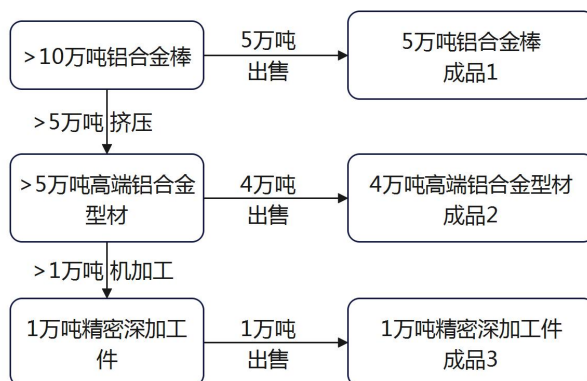 >10万吨铝合金棒
5万吨
出售
5万吨铝合金棒
成品1
>5万吨 挤压
>5万吨高端铝合金
型材
4万吨
出售
4万吨高端铝合金型材
成品2
>1万吨 机加工
1万吨精密深加工
件
1万吨
出售
1万吨精密深加工件
成品3